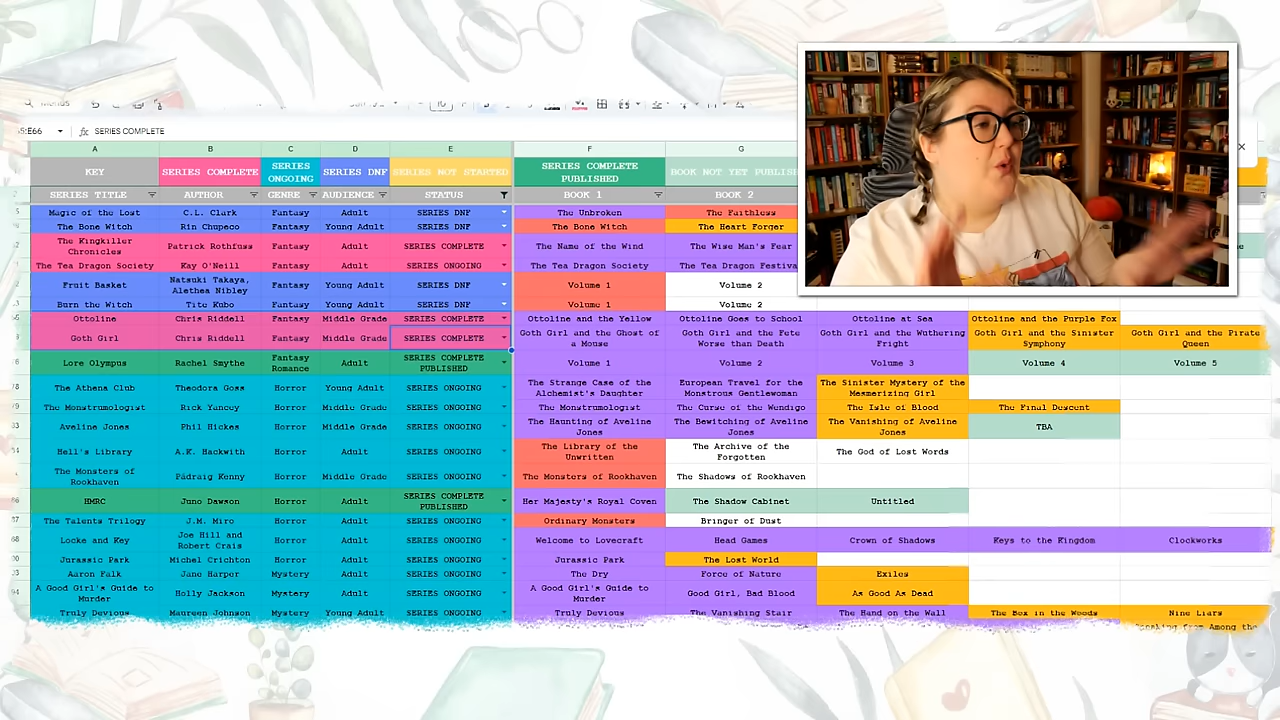 SERIES COMPLETE
A B C D E F G
KEY SERIES COMPLETE SERIES ONGOING SERIES DNF SERIES NOT STARTED SERIES COMPLETE PUBLISHED BOOK NOT YET PUBLISHE
SERIES TITLE AUTHOR GENRE AUDIENCE STATUS BOOK 1 BOOK 2
Magic of the Lost C.L. Clark Fantasy Adult SERIES DNF The Unbroken The Faithless
The Bone Witch Rin Chupeco Fantasy Young Adult SERIES DNF The Bone Witch The Heart Forger
The Kingkiller Chronicles Patrick Rothfuss Fantasy Adult SERIES COMPLETE The Name of the Wind The Wise Man's Fear
The Tea Dragon Society Kay O'Neill Fantasy Adult SERIES ONGOING The Tea Dragon Society The Tea Dragon Festiva
Fruit Basket Natsuki Takaya, Alethea Nibley Fantasy Young Adult SERIES DNF Volume 1 Volume 2
Burn the Witch Tite Kubo Fantasy Young Adult SERIES DNF Volume 1 Volume 2
Ottoline Chris Riddell Fantasy Middle Grade SERIES COMPLETE Ottoline and the Yellow Ottoline Goes to School Ottoline at Sea Ottoline and the Purple Fox
Goth Girl Chris Riddell Fantasy Middle Grade SERIES COMPLETE Goth Girl and the Ghost of a Mouse Goth Girl and the Fete Worse than Death Goth Girl and the Wuthering Fright Goth Girl and the Sinister Symphony Goth Girl and the Pirate Queen
Lore Olympus Rachel Smythe Fantasy Romance Adult SERIES COMPLETE PUBLISHED Volume 1 Volume 2 Volume 3 Volume 4 Volume 5
The Athena Club Theodora Goss Horror Young Adult SERIES ONGOING The Strange Case of the Alchemist's Daughter European Travel for the Monstrous Gentlewoman The Sinister Mystery of the Mesmerizing Girl
The Monstrumologist Rick Yancey Horror Middle Grade SERIES ONGOING The Monstrumologist The Curse of the Wendigo The Isle of Blood The Final Descent
Aveline Jones Phil Hickes Horror Middle Grade SERIES ONGOING The Haunting of Aveline Jones The Bewitching of Aveline Jones The Vanishing of Aveline Jones TBA
Hell's Library A.K. Hackwith Horror Adult SERIES ONGOING The Library of the Unwritten The Archive of the Forgotten The God of Lost Words
The Monsters of Rookhaven Pádraig Kenny Horror Middle Grade SERIES ONGOING The Monsters of Rookhaven The Shadows of Rookhaven
HMRC Juno Dawson Horror Adult SERIES COMPLETE PUBLISHED Her Majesty's Royal Coven The Shadow Cabinet Untitled
The Talents Trilogy J.M. Miro Horror Adult SERIES ONGOING Ordinary Monsters Bringer of Dust
Locke and Key Joe Hill and Robert Crais Horror Adult SERIES ONGOING Welcome to Lovecraft Head Games Crown of Shadows Keys to the Kingdom Clockworks
Jurassic Park Michel Crichton Horror Adult SERIES ONGOING Jurassic Park The Lost World
Aaron Falk Jane Harper Mystery Adult SERIES ONGOING The Dry Force of Nature Exiles
A Good Girl's Guide to Murder Holly Jackson Mystery Adult SERIES ONGOING A Good Girl's Guide to Murder Good Girl, Bad Blood As Good As Dead
Truly Devious Maureen Johnson Mystery Young Adult SERIES ONGOING Truly Devious The Vanishing Stair The Hand on the Wall The Box in the Woods Nine Liars
from Among the